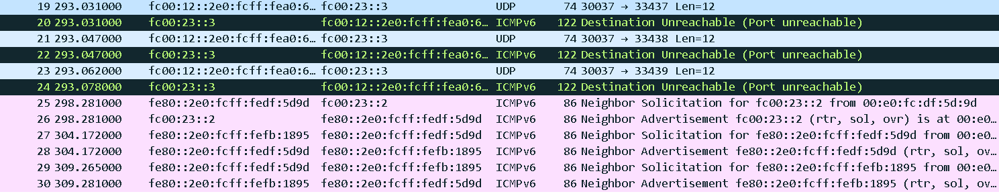 19 293.031000 fc00:12::2e0:fcff:fea0:6… fc00:23::3 UDP 74 30037 → 33437 Len=12
20 293.031000 fc00:23::3 fc00:12::2e0:fcff:fea0:6… ICMPv6 122 Destination Unreachable (Port unreachable)
21 293.047000 fc00:12::2e0:fcff:fea0:6… fc00:23::3 UDP 74 30037 → 33438 Len=12
22 293.047000 fc00:23::3 fc00:12::2e0:fcff:fea0:6… ICMPv6 122 Destination Unreachable (Port unreachable)
23 293.062000 fc00:12::2e0:fcff:fea0:6… fc00:23::3 UDP 74 30037 → 33439 Len=12
24 293.078000 fc00:23::3 fc00:12::2e0:fcff:fea0:6… ICMPv6 122 Destination Unreachable (Port unreachable)
25 298.281000 fe80::2e0:fcff:fedf:5d9d fc00:23::2 ICMPv6 86 Neighbor Solicitation for fc00:23::2 from 00:e0:fc:df:5d:9d
26 298.281000 fc00:23::2 fe80::2e0:fcff:fedf:5d9d ICMPv6 86 Neighbor Advertisement fc00:23::2 (rtr, sol, ovr) is at 00:e0…
27 304.172000 fe80::2e0:fcff:fefb:1895 fe80::2e0:fcff:fedf:5d9d ICMPv6 86 Neighbor Solicitation for fe80::2e0:fcff:fedf:5d9d from 00:e0…
28 304.172000 fe80::2e0:fcff:fedf:5d9d fe80::2e0:fcff:fefb:1895 ICMPv6 86 Neighbor Advertisement fe80::2e0:fcff:fedf:5d9d (rtr, sol, ov…
29 309.265000 fe80::2e0:fcff:fedf:5d9d fe80::2e0:fcff:fefb:1895 ICMPv6 86 Neighbor Solicitation for fe80::2e0:fcff:fefb:1895 from 00:e0…
30 309.281000 fe80::2e0:fcff:fefb:1895 fe80::2e0:fcff:fedf:5d9d ICMPv6 86 Neighbor Advertisement fe80::2e0:fcff:fefb:1895 (rtr, sol, ov…